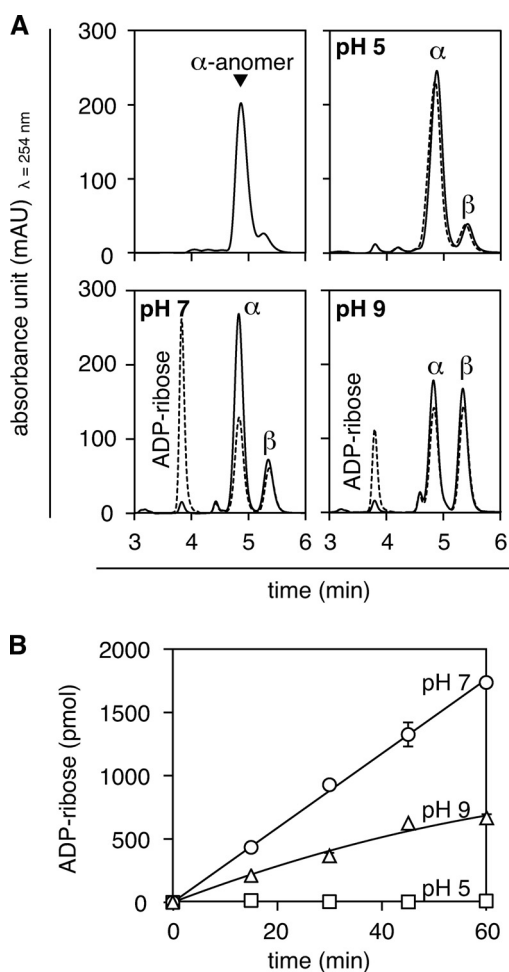 A
absorbance unit (mAU) λ = 254 nm
300
200
100
0
α-anomer
pH 5
α
β
300
200
100
0
pH 7
ADP-ribose
α
β
pH 9
ADP-ribose
α
β
3 4 5 6
3 4 5 6
time (min)
B
ADP-ribose (pmol)
2000
1500
1000
500
0
pH 7
pH 9
pH 5
0 20 40 60
time (min)